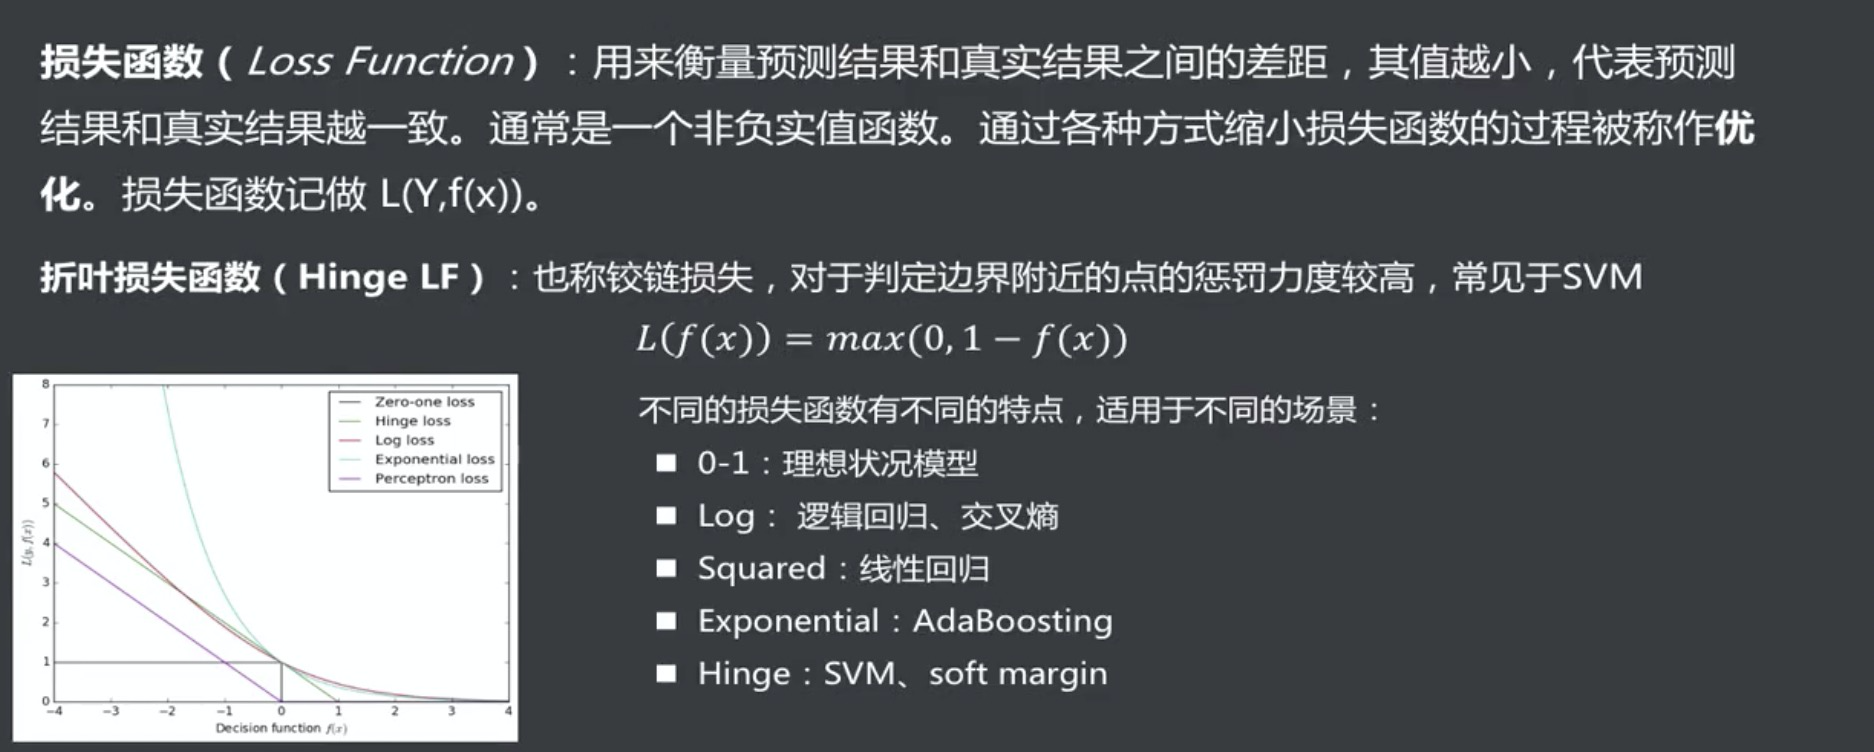 损失函数（Loss Function）：用来衡量预测结果和真实结果之间的差距，其值越小，代表预测
结果和真实结果越一致。通常是一个非负实值函数。通过各种方式缩小损失函数的过程被称作优
化。损失函数记做 L(Y,f(x))。
折叶损失函数（Hinge LF）：也称铰链损失，对于判定边界附近的点的惩罚力度较高，常见于SVM
L(f(x)) = max(0, 1 − f(x))
不同的损失函数有不同的特点，适用于不同的场景：
■ 0-1：理想状况模型
■ Log： 逻辑回归、交叉熵
■ Squared：线性回归
■ Exponential：AdaBoosting
■ Hinge：SVM、soft margin
8
7
6
5
4
3
2
1
0
L(y, f(x))
Zero-one loss
Hinge loss
Log loss
Exponential loss
Perceptron loss
−4 −3 −2 −1 0 1 2 3 4
Decision function f(x)